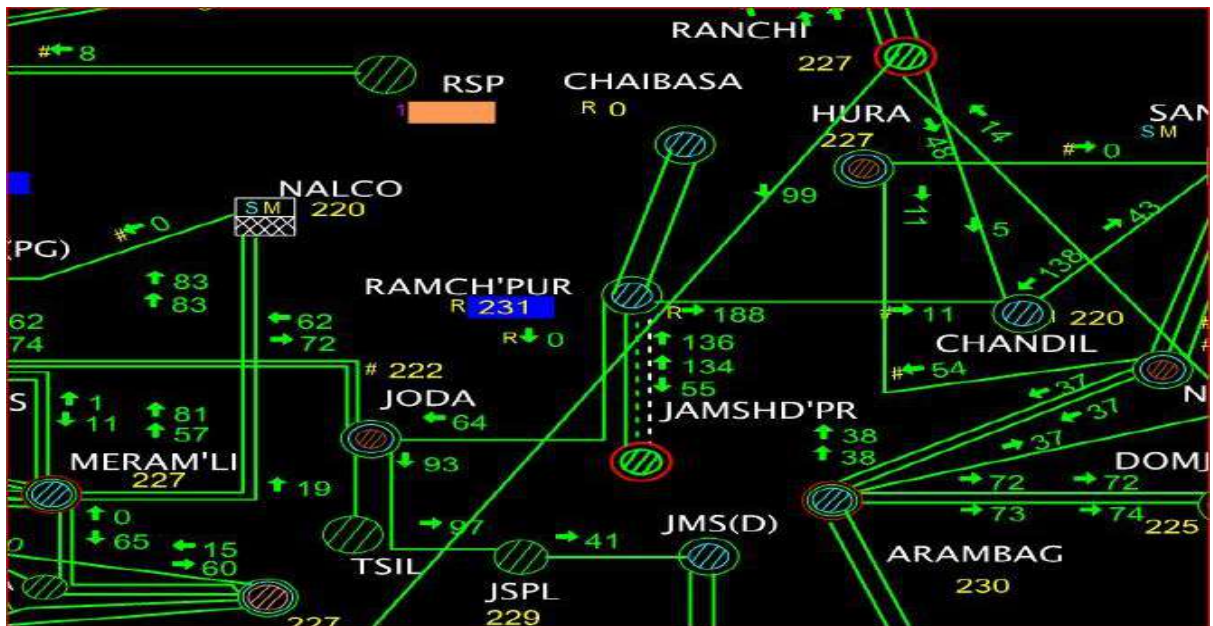 RANCHI
227
# ← 8
RSP
1
CHAIBASA
R 0
HURA
227
↓ 48
↖ 14
SAN
S M
# → 0
NALCO
S M
220
# ← 0
(PG)
↓ 99
↓ 11
↓ 5
↗ 43
↙ 138
↑ 83
↑ 83
RAMCH'PUR
R 231
R ↓ 0
62
74
← 62
→ 72
R → 188
# → 11
220
CHANDIL
↑ 136
↑ 134
↓ 55
# 222
JODA
← 64
# ← 54
← 37
← 37
→ 37
N
S
↑ 1
↓ 11
↑ 81
↑ 57
JAMSHD'PR
↑ 38
↑ 38
MERAM'LI
227
↓ 93
↑ 19
DOMJ
→ 72 → 72
→ 73 → 74
225
↑ 0
↓ 65
← 15
→ 60
→ 97
→ 41
JMS(D)
TSIL
JSPL
229
ARAMBAG
230
227